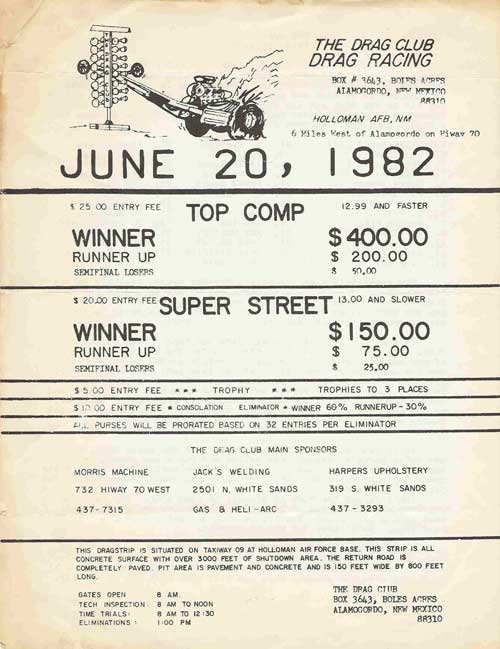 THE DRAG CLUB
DRAG RACING
BOX # 3643, BOLES ACRES
ALAMOGORDO, NEW MEXICO
88310
HOLLOMAN AFB, NM
6 Miles West of Alamogordo on Hiway 70
JUNE 20, 1982
$ 25.00 ENTRY FEE TOP COMP 12.99 AND FASTER
WINNER $400.00
RUNNER UP $ 200.00
SEMIFINAL LOSERS $ 50.00
$ 20.00 ENTRY FEE SUPER STREET 13.00 AND SLOWER
WINNER $150.00
RUNNER UP $ 75.00
SEMIFINAL LOSERS $ 25.00
$ 5.00 ENTRY FEE * * * TROPHY * * * TROPHIES TO 3 PLACES
$ 10.00 ENTRY FEE * CONSOLATION ELIMINATOR * WINNER 60% RUNNERUP - 30%
ALL PURSES WILL BE PRORATED BASED ON 32 ENTRIES PER ELIMINATOR
THE DRAG CLUB MAIN SPONSORS
MORRIS MACHINE JACK'S WELDING HARPERS UPHOLSTERY
732 HIWAY 70 WEST 2501 N. WHITE SANDS 319 S. WHITE SANDS
437-7315 GAS & HELI-ARC 437-3293
THIS DRAGSTRIP IS SITUATED ON TAXIWAY 09 AT HOLLOMAN AIR FORCE BASE. THIS STRIP IS ALL
CONCRETE SURFACE WITH OVER 3000 FEET OF SHUTDOWN AREA. THE RETURN ROAD IS
COMPLETELY PAVED. PIT AREA IS PAVEMENT AND CONCRETE AND IS 150 FEET WIDE BY 800 FEET
LONG.
GATES OPEN 8 AM.
TECH INSPECTION: 8 AM TO NOON
TIME TRIALS: 8 AM TO 12:30
ELIMINATIONS: 1:00 PM
THE DRAG CLUB
BOX 3643, BOLES ACRES
ALAMOGORDO, NEW MEXICO
88310